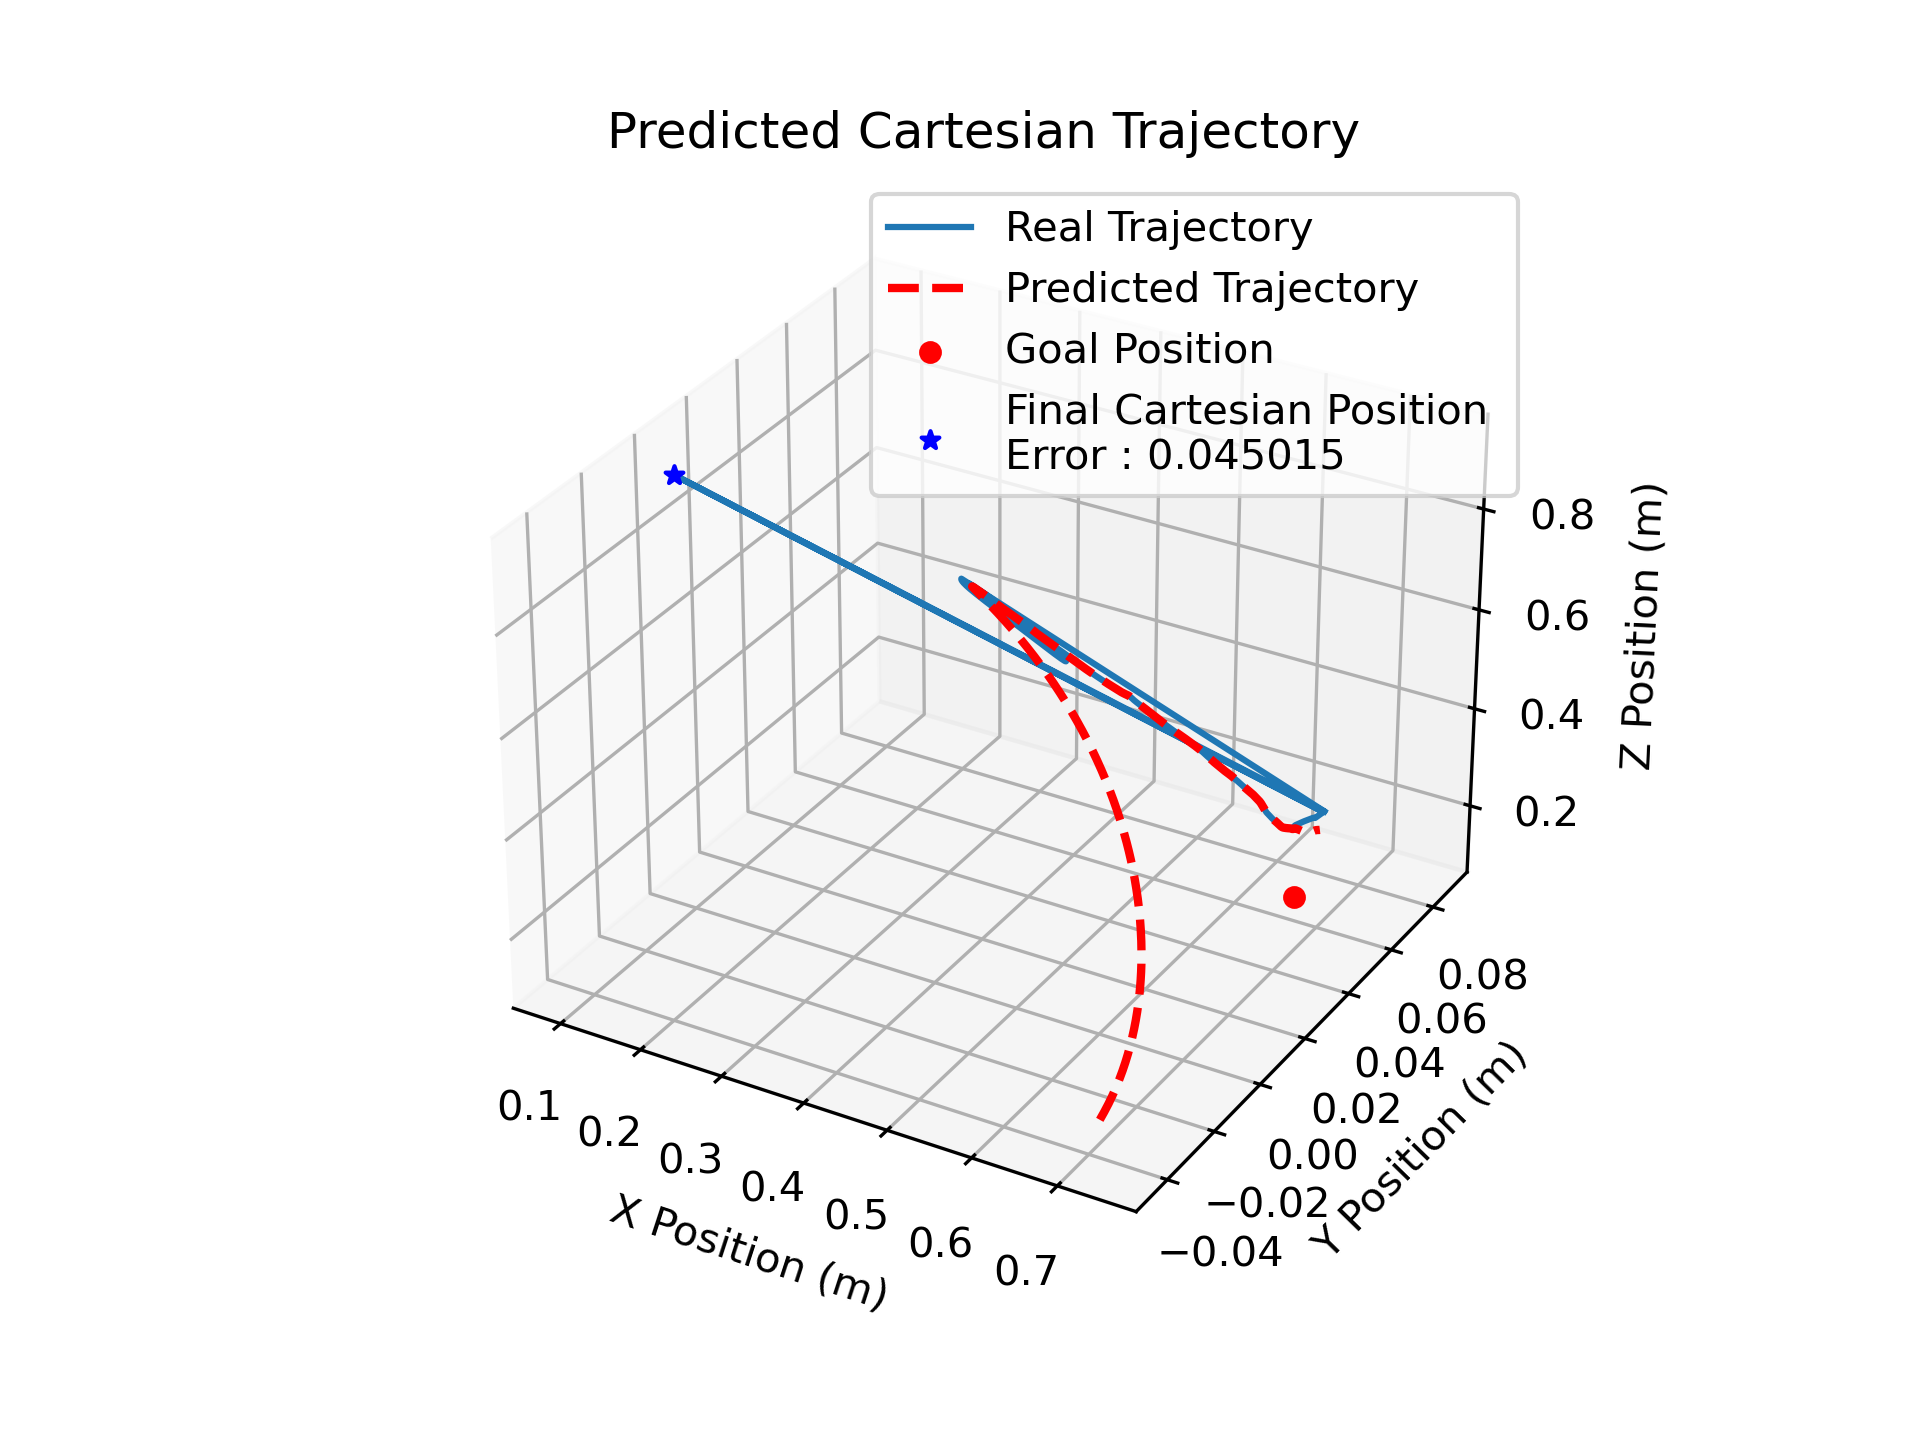 Predicted Cartesian Trajectory
Real Trajectory
Predicted Trajectory
Goal Position
Final Cartesian Position
Error : 0.045015
0.8
0.6
0.4
0.2
Z Position (m)
0.08
0.06
0.04
0.02
0.00
−0.02
−0.04
Y Position (m)
0.1
0.2
0.3
0.4
0.5
0.6
0.7
X Position (m)